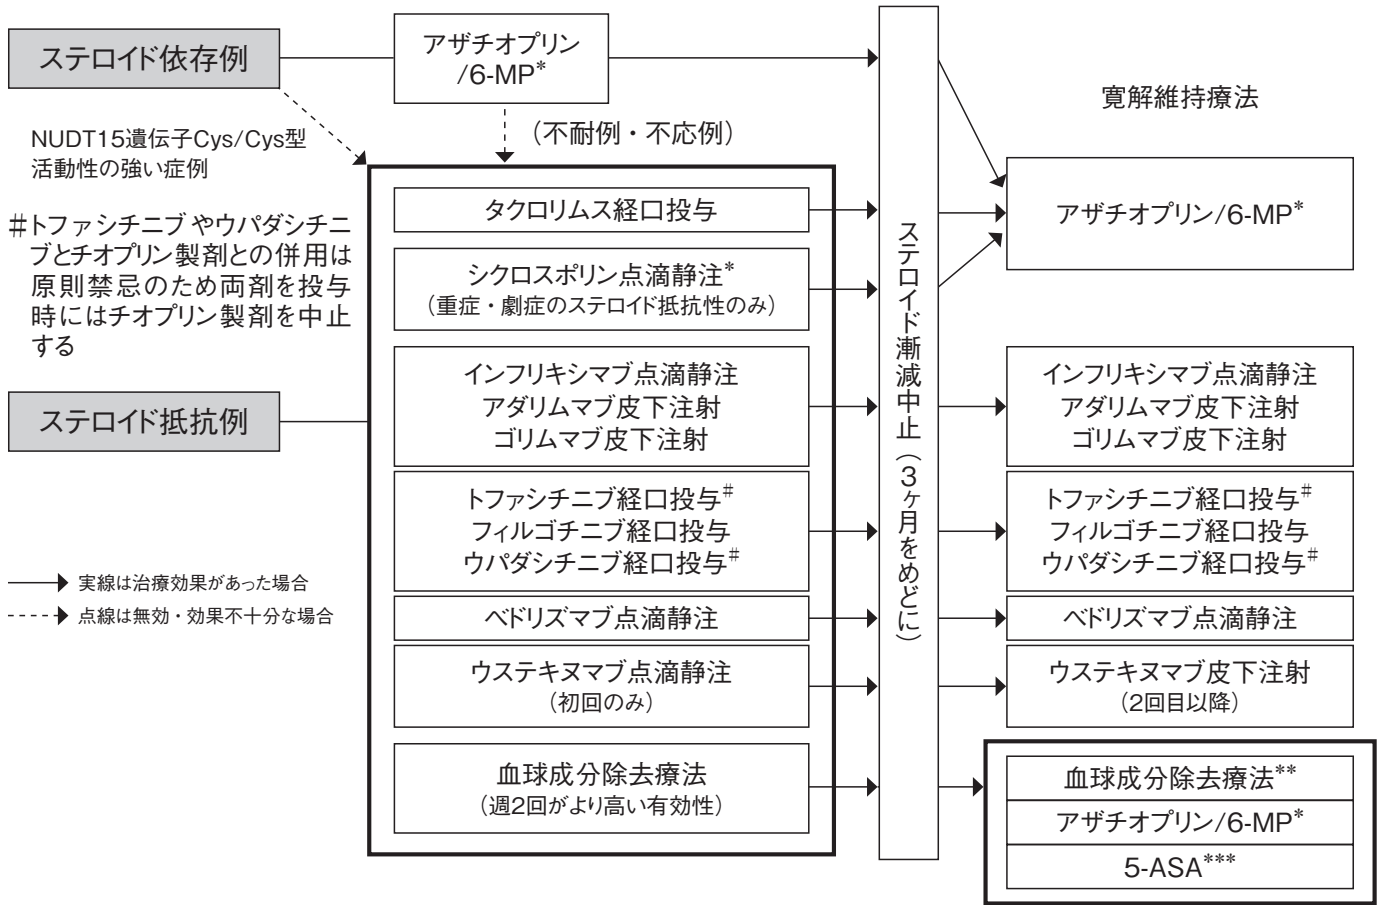 ステロイド依存例
アザチオプリン
/6-MP*
NUDT15遺伝子Cys/Cys型
活動性の強い症例
(不耐例・不応例)
#トファシチニブやウパダシチニ
ブとチオプリン製剤との併用は
原則禁忌のため両剤を投与
時にはチオプリン製剤を中止
する
ステロイド抵抗例
実線は治療効果があった場合
点線は無効・効果不十分な場合
タクロリムス経口投与
シクロスポリン点滴静注*
(重症・劇症のステロイド抵抗性のみ)
インフリキシマブ点滴静注
アダリムマブ皮下注射
ゴリムマブ皮下注射
トファシチニブ経口投与#
フィルゴチニブ経口投与
ウパダシチニブ経口投与#
ベドリズマブ点滴静注
ウステキヌマブ点滴静注
(初回のみ)
血球成分除去療法
(週2回がより高い有効性)
ステロイド漸減中止(3ヶ月をめどに)
寛解維持療法
アザチオプリン/6-MP*
インフリキシマブ点滴静注
アダリムマブ皮下注射
ゴリムマブ皮下注射
トファシチニブ経口投与#
フィルゴチニブ経口投与
ウパダシチニブ経口投与#
ベドリズマブ点滴静注
ウステキヌマブ皮下注射
(2回目以降)
血球成分除去療法**
アザチオプリン/6-MP*
5-ASA***